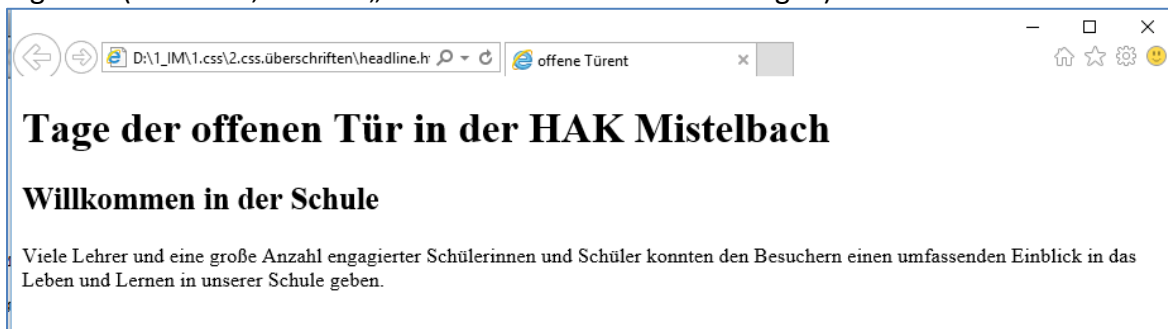 D:\1_IM\1.css\2.css.überschriften\headline.h
offene Türent
Tage der offenen Tür in der HAK Mistelbach
Willkommen in der Schule
Viele Lehrer und eine große Anzahl engagierter Schülerinnen und Schüler konnten den Besuchern einen umfassenden Einblick in das
Leben und Lernen in unserer Schule geben.